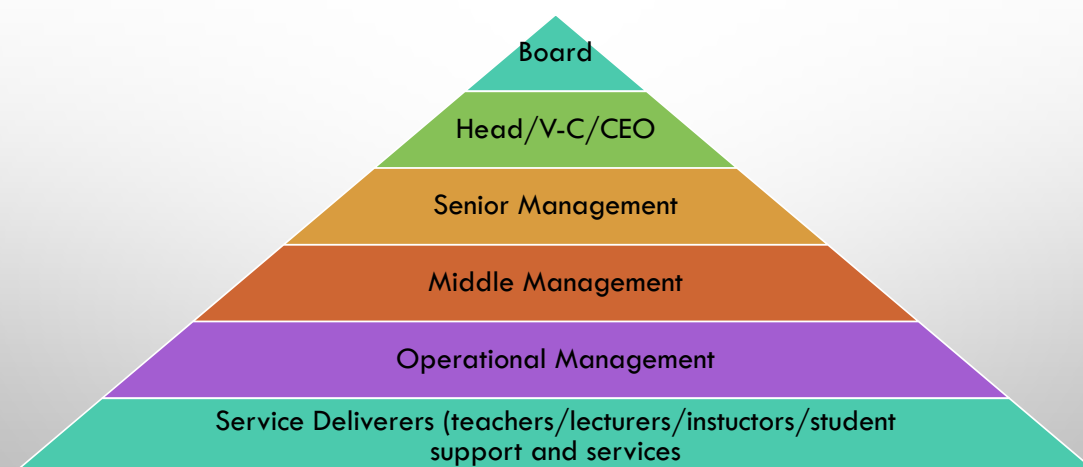 Board
Head/V-C/CEO
Senior Management
Middle Management
Operational Management
Service Deliverers (teachers/lecturers/instuctors/student
support and services